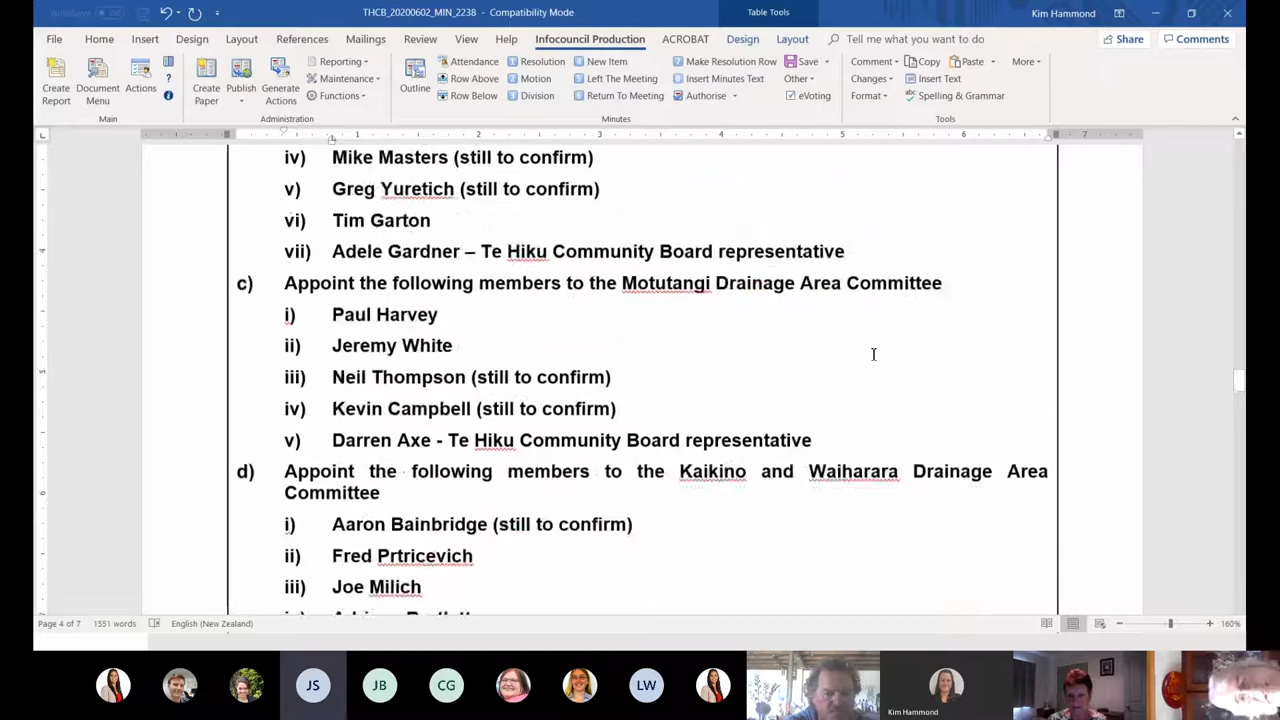 AutoSave
THCB_20200602_MIN_2238 - Compatibility Mode
Table Tools
Kim Hammond
File Home Insert Design Layout References Mailings Review View Help Infocouncil Production ACROBAT Design Layout Tell me what you want to do Share Comments
Create Report
Document Menu
Actions
Main
Create Paper
Publish
Generate Actions
Reporting
Maintenance
Functions
Administration
Outline
Attendance
Row Above
Row Below
Resolution
Motion
Division
New Item
Left The Meeting
Return To Meeting
Make Resolution Row
Insert Minutes Text
Authorise
Save
Other
eVoting
Minutes
Comment
Changes
Format
Copy
Paste
Insert Text
Spelling & Grammar
More
Tools
1 2 3 4 5 6 7
iv) Mike Masters (still to confirm)
v) Greg Yuretich (still to confirm)
vi) Tim Garton
vii) Adele Gardner – Te Hiku Community Board representative
c) Appoint the following members to the Motutangi Drainage Area Committee
i) Paul Harvey
ii) Jeremy White
iii) Neil Thompson (still to confirm)
iv) Kevin Campbell (still to confirm)
v) Darren Axe - Te Hiku Community Board representative
d) Appoint the following members to the Kaikino and Waiharara Drainage Area
Committee
i) Aaron Bainbridge (still to confirm)
ii) Fred Prtricevich
iii) Joe Milich
Page 4 of 7 1551 words English (New Zealand) 160%
JS JB CG LW
Kim Hammond